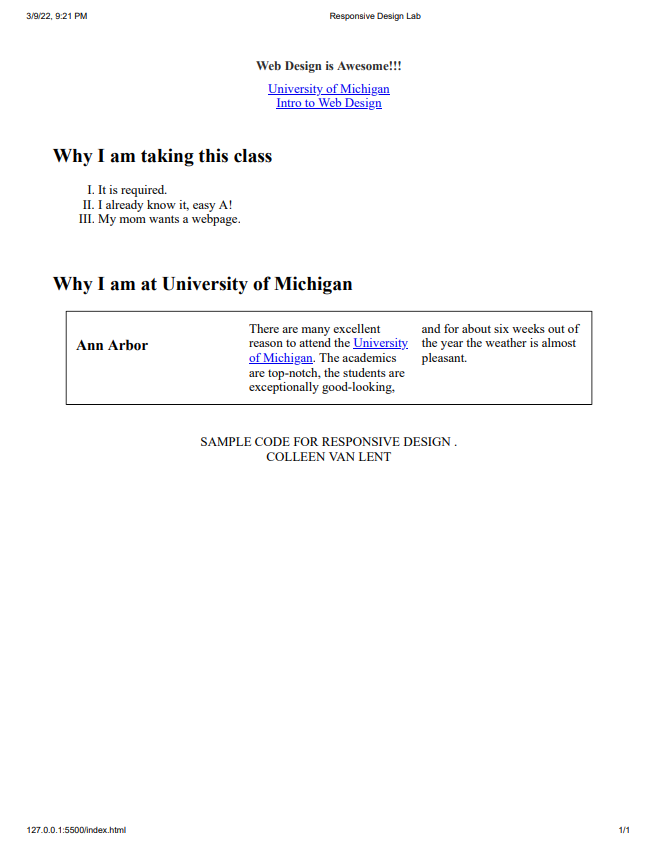 3/9/22, 9:21 PM
Responsive Design Lab
Web Design is Awesome!!!
University of Michigan
Intro to Web Design
Why I am taking this class
I. It is required.
II. I already know it, easy A!
III. My mom wants a webpage.
Why I am at University of Michigan
Ann Arbor
There are many excellent
reason to attend the University
of Michigan. The academics
are top-notch, the students are
exceptionally good-looking,
and for about six weeks out of
the year the weather is almost
pleasant.
SAMPLE CODE FOR RESPONSIVE DESIGN .
COLLEEN VAN LENT
127.0.0.1:5500/index.html
1/1